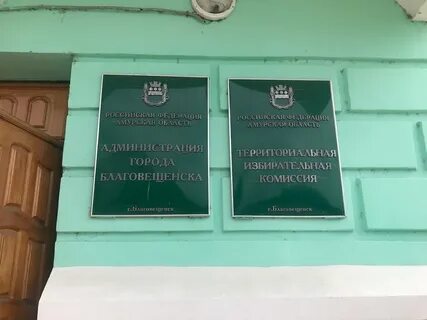 РОССИЙСКАЯ ФЕДЕРАЦИЯ
АМУРСКАЯ ОБЛАСТЬ
АДМИНИСТРАЦИЯ
ГОРОДА
БЛАГОВЕЩЕНСКА
г.Благовещенск
РОССИЙСКАЯ ФЕДЕРАЦИЯ
АМУРСКАЯ ОБЛАСТЬ
ТЕРРИТОРИАЛЬНАЯ
ИЗБИРАТЕЛЬНАЯ
КОМИССИЯ
г.Благовещенск